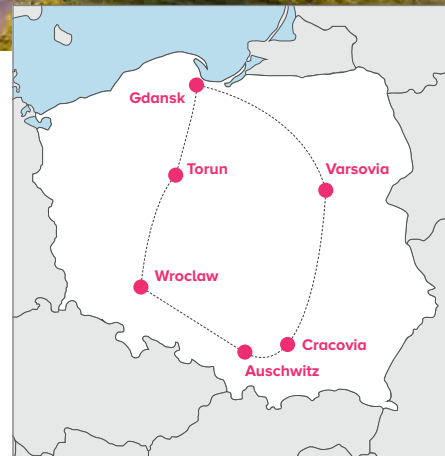 Gdansk
Torun
Varsovia
Wroclaw
Cracovia
Auschwitz